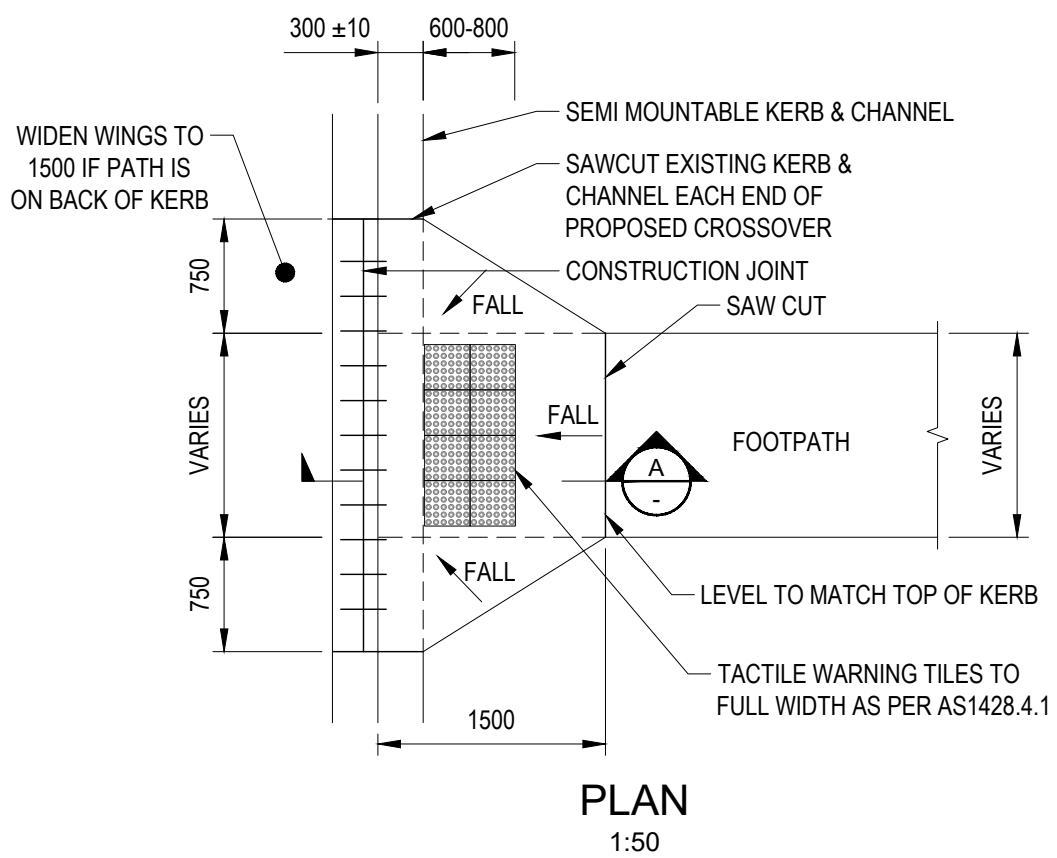 300 ±10
600-800
SEMI MOUNTABLE KERB & CHANNEL
WIDEN WINGS TO
1500 IF PATH IS
ON BACK OF KERB
SAWCUT EXISTING KERB &
CHANNEL EACH END OF
PROPOSED CROSSOVER
CONSTRUCTION JOINT
750
FALL
SAW CUT
VARIES
FALL
FOOTPATH
VARIES
A
-
FALL
750
LEVEL TO MATCH TOP OF KERB
TACTILE WARNING TILES TO
FULL WIDTH AS PER AS1428.4.1
1500
PLAN
1:50